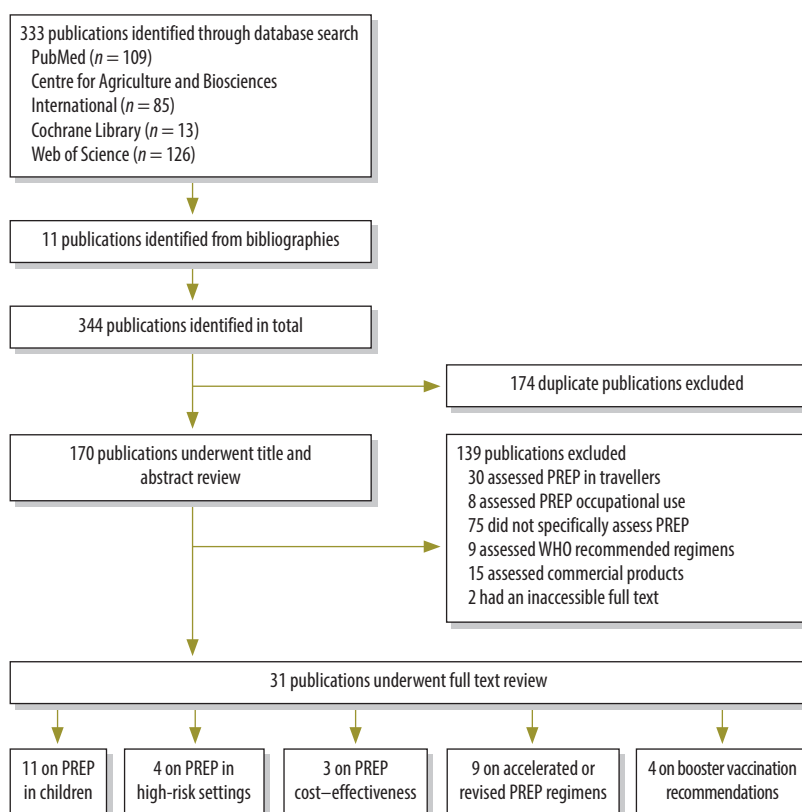 333 publications identified through database search
PubMed (n = 109)
Centre for Agriculture and Biosciences
International (n = 85)
Cochrane Library (n = 13)
Web of Science (n = 126)
11 publications identified from bibliographies
344 publications identified in total
174 duplicate publications excluded
170 publications underwent title and
abstract review
139 publications excluded
30 assessed PREP in travellers
8 assessed PREP occupational use
75 did not specifically assess PREP
9 assessed WHO recommended regimens
15 assessed commercial products
2 had an inaccessible full text
31 publications underwent full text review
11 on PREP
in children
4 on PREP in
high-risk settings
3 on PREP
cost–effectiveness
9 on accelerated or
revised PREP regimens
4 on booster vaccination
recommendations